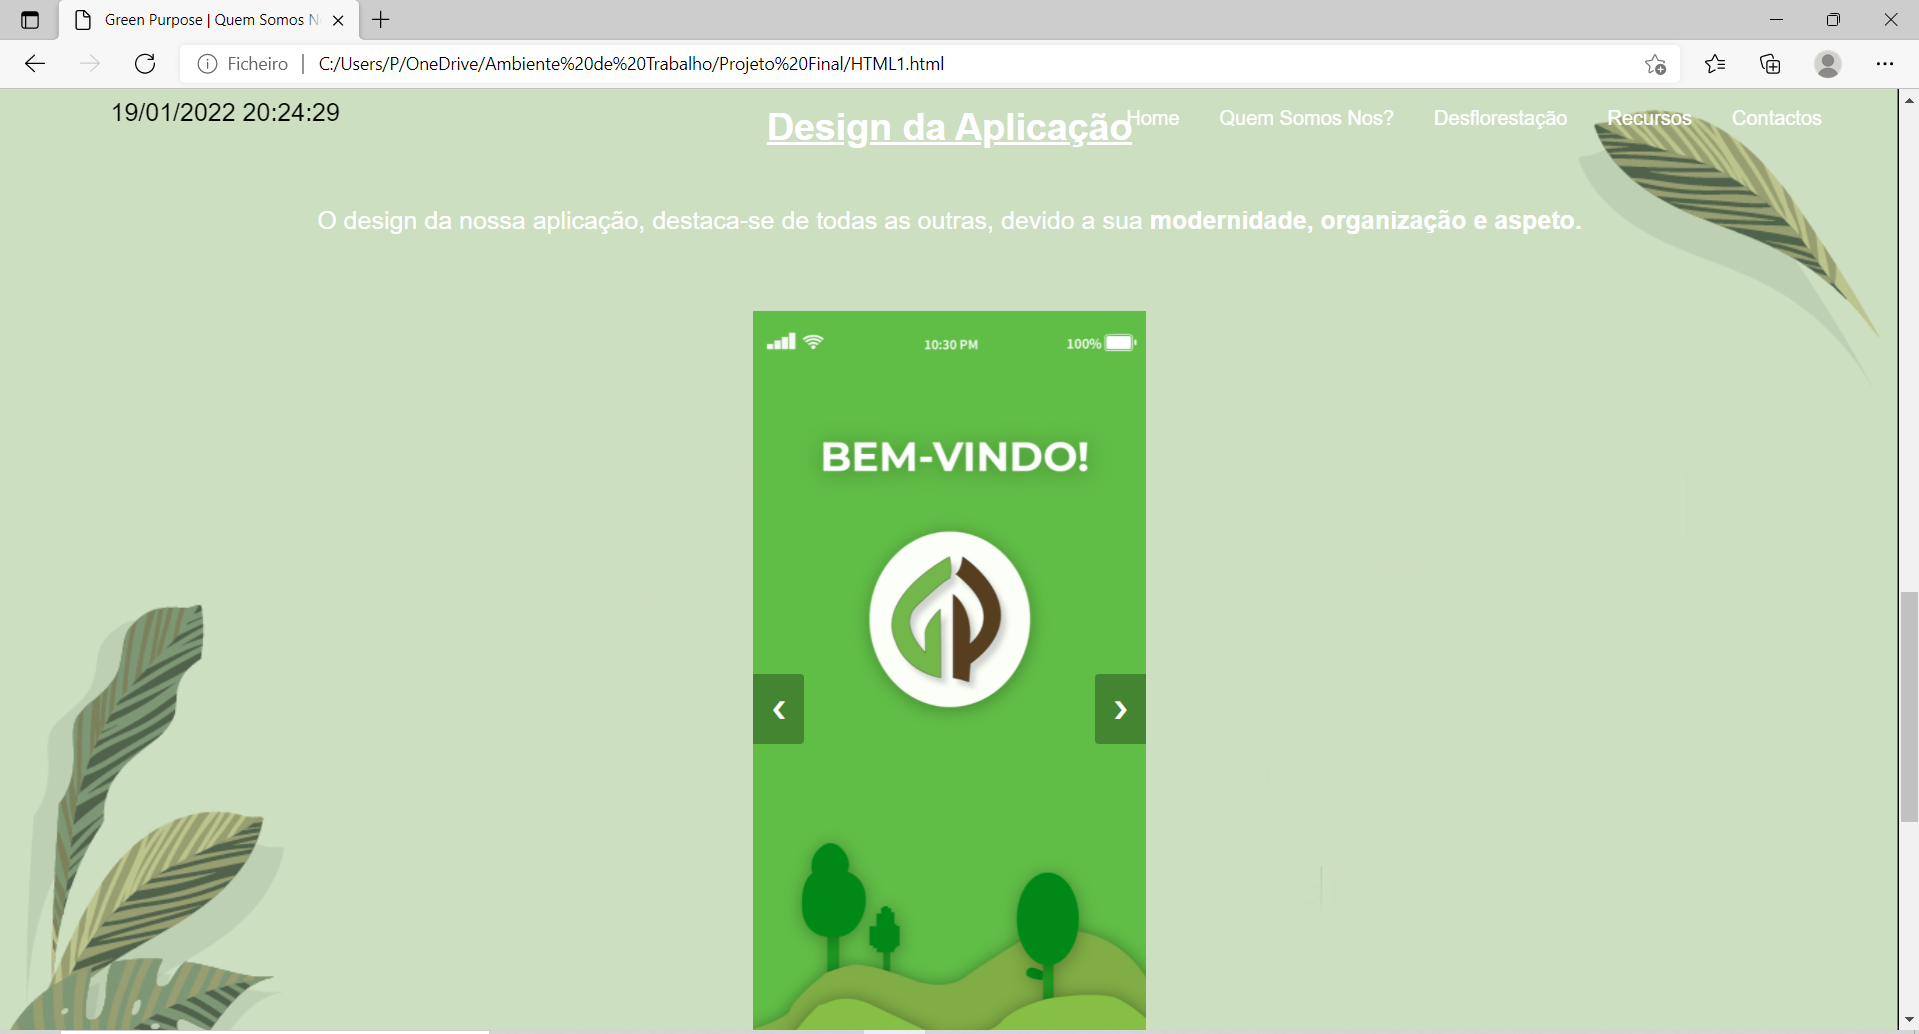 Green Purpose | Quem Somos N
Ficheiro
C:/Users/P/OneDrive/Ambiente%20de%20Trabalho/Projeto%20Final/HTML1.html
19/01/2022 20:24:29
Home Quem Somos Nos? Desflorestação Recursos Contactos
Design da Aplicação
O design da nossa aplicação, destaca-se de todas as outras, devido a sua modernidade, organização e aspeto.
10:30 PM 100%
BEM-VINDO!